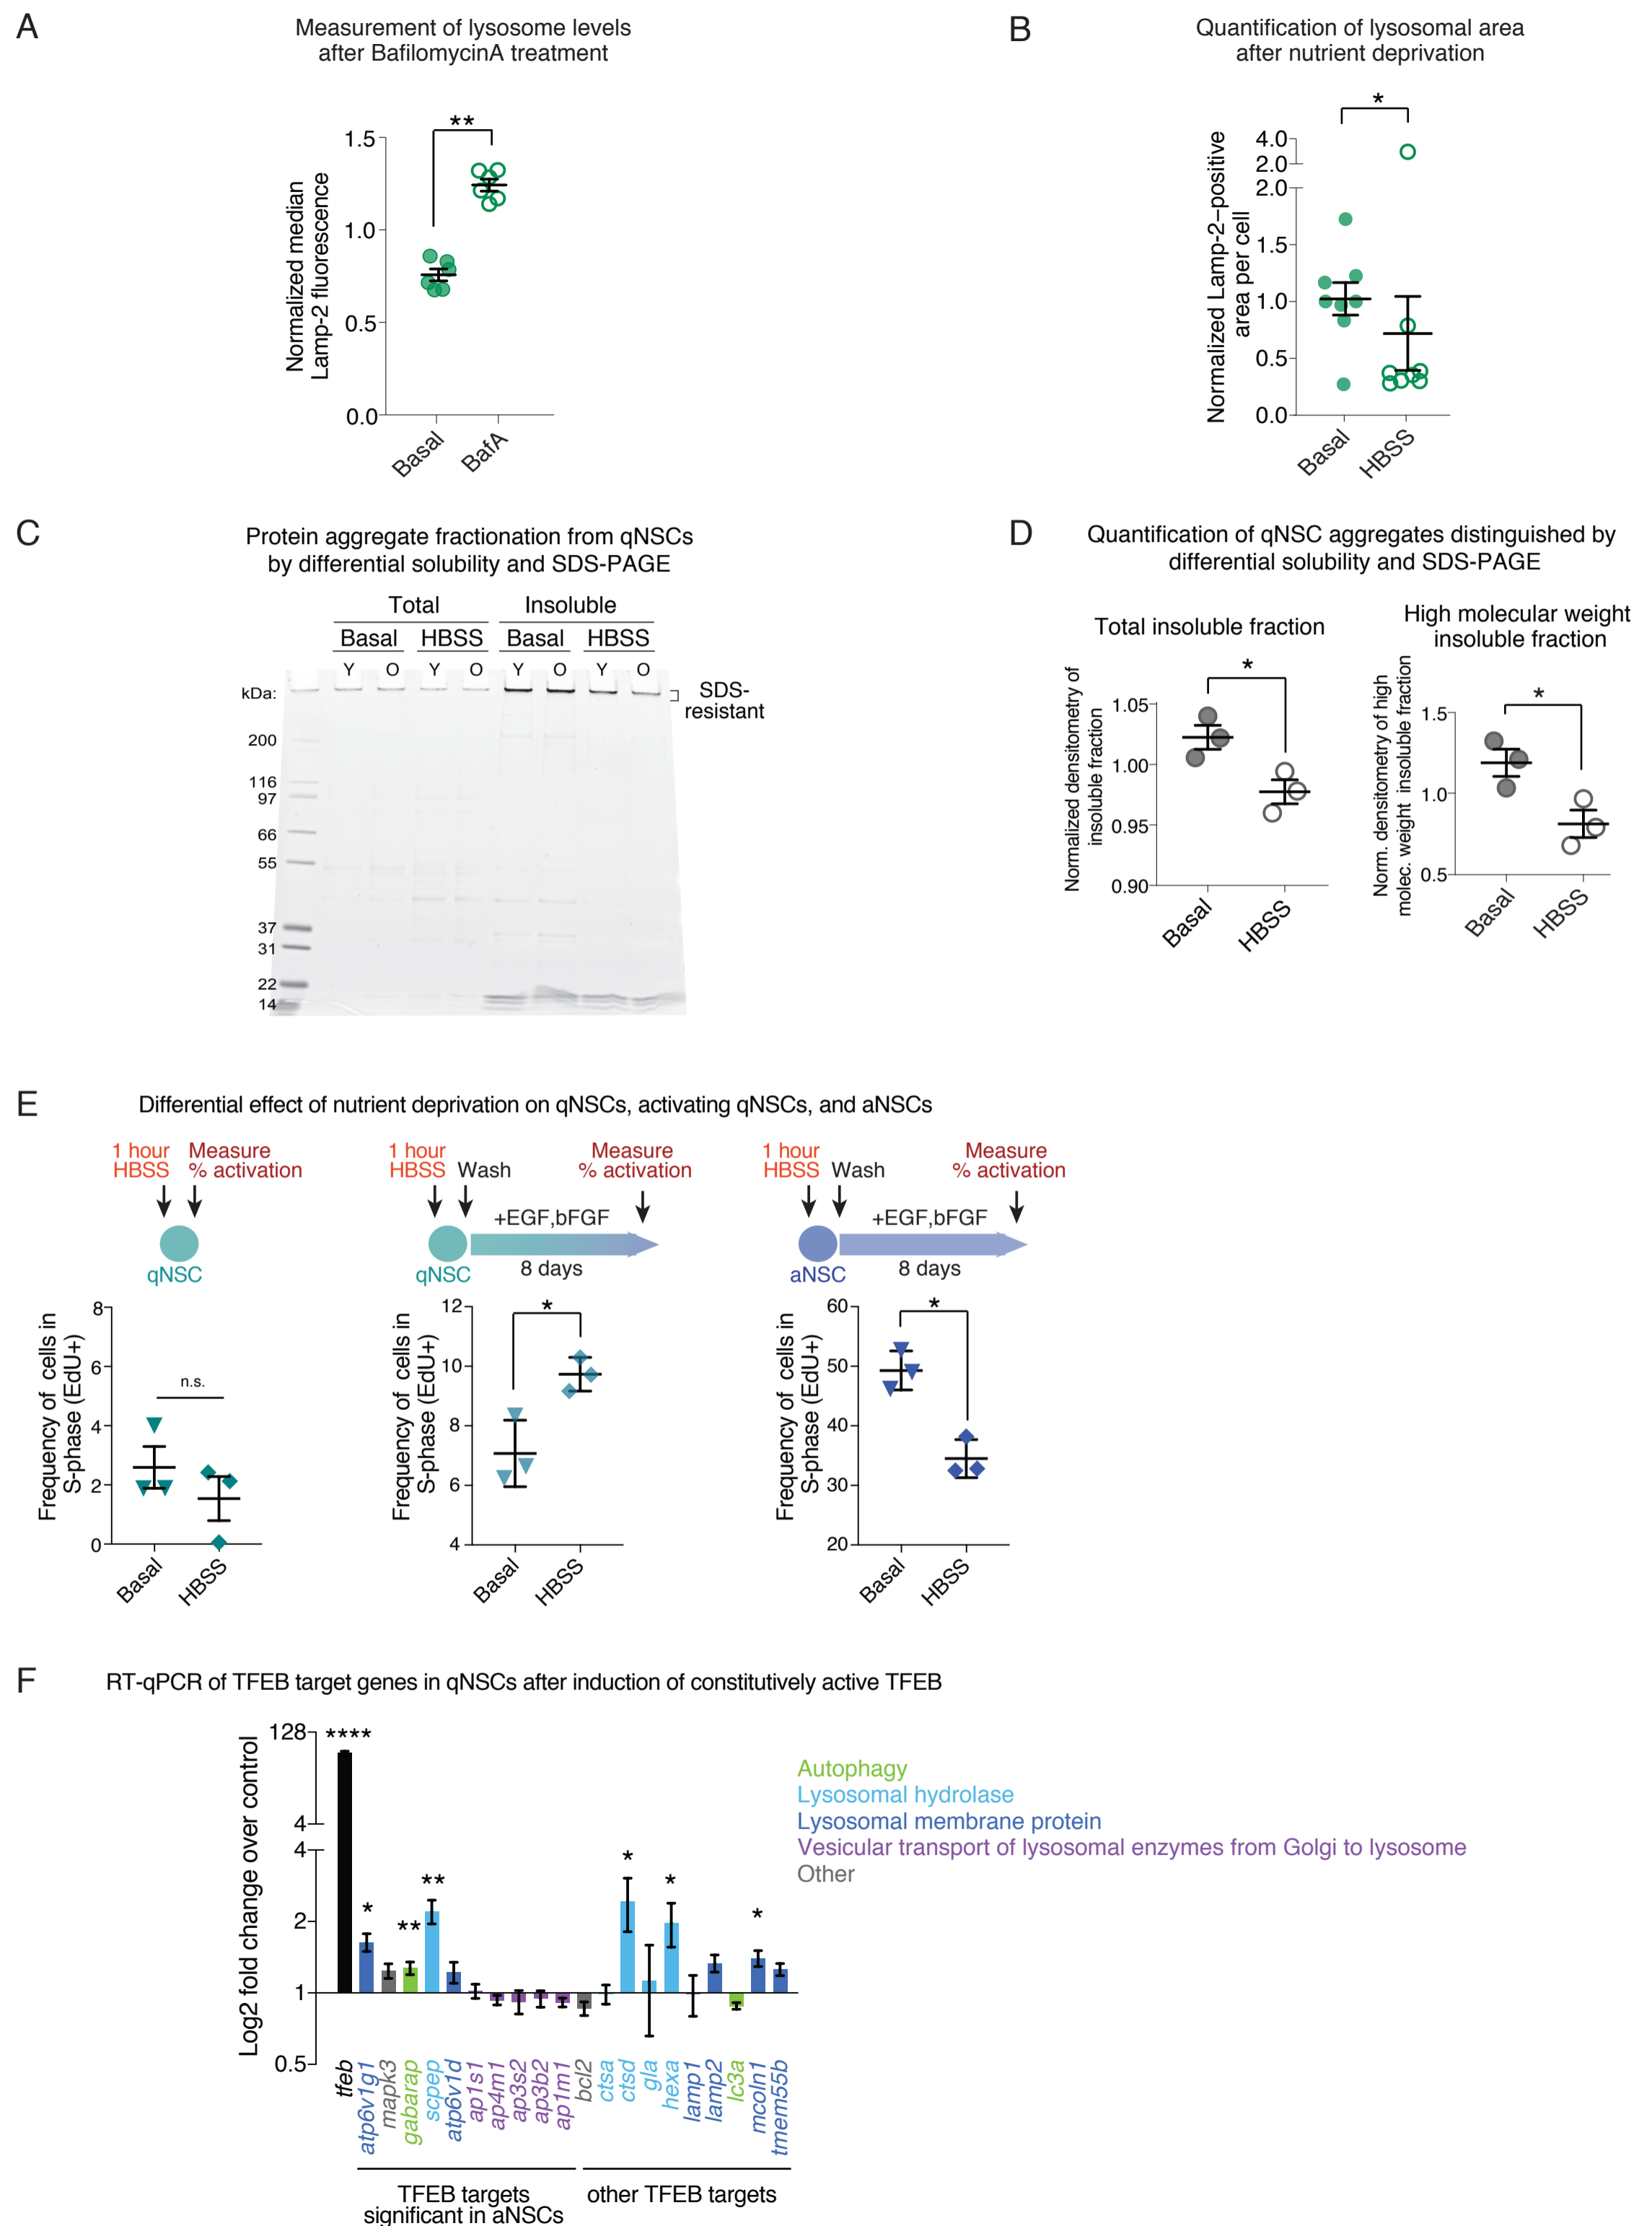 A
Measurement of lysosome levels
after BafilomycinA treatment
Normalized median
Lamp-2 fluorescence
1.5
1.0
0.5
0.0
**
Basal
BafA
B
Quantification of lysosomal area
after nutrient deprivation
Normalized Lamp-2–positive
area per cell
4.0
2.0
2.0
1.5
1.0
0.5
0.0
*
Basal
HBSS
C
Protein aggregate fractionation from qNSCs
by differential solubility and SDS-PAGE
Total
Insoluble
Basal
HBSS
Basal
HBSS
Y O Y O Y O Y O
kDa:
200
116
97
66
55
37
31
22
14
SDS-
resistant
D
Quantification of qNSC aggregates distinguished by
differential solubility and SDS-PAGE
Total insoluble fraction
Normalized densitometry of
insoluble fraction
1.05
1.00
0.95
0.90
*
Basal
HBSS
High molecular weight
insoluble fraction
Norm. densitometry of high
molec. weight insoluble fraction
1.5
1.0
0.5
*
Basal
HBSS
E
Differential effect of nutrient deprivation on qNSCs, activating qNSCs, and aNSCs
1 hour
HBSS
Measure
% activation
qNSC
Frequency of cells in
S-phase (EdU+)
8
6
4
2
0
n.s.
Basal
HBSS
1 hour
HBSS
Wash
Measure
% activation
+EGF,bFGF
qNSC
8 days
Frequency of cells in
S-phase (EdU+)
12
10
8
6
4
*
Basal
HBSS
1 hour
HBSS
Wash
Measure
% activation
+EGF,bFGF
aNSC
8 days
Frequency of cells in
S-phase (EdU+)
60
50
40
30
20
*
Basal
HBSS
F
RT-qPCR of TFEB target genes in qNSCs after induction of constitutively active TFEB
Log2 fold change over control
128
4
4
2
1
0.5
****
*
**
**
*
*
*
Autophagy
Lysosomal hydrolase
Lysosomal membrane protein
Vesicular transport of lysosomal enzymes from Golgi to lysosome
Other
tfeb
atp6v1g1
mapk3
gabarap
scpep
atp6v1d
ap1s1
ap4m1
ap3s2
ap3b2
ap1m1
bcl2
ctsa
ctsd
gla
hexa
lamp1
lamp2
lc3a
mcoln1
tmem55b
TFEB targets
significant in aNSCs
other TFEB targets